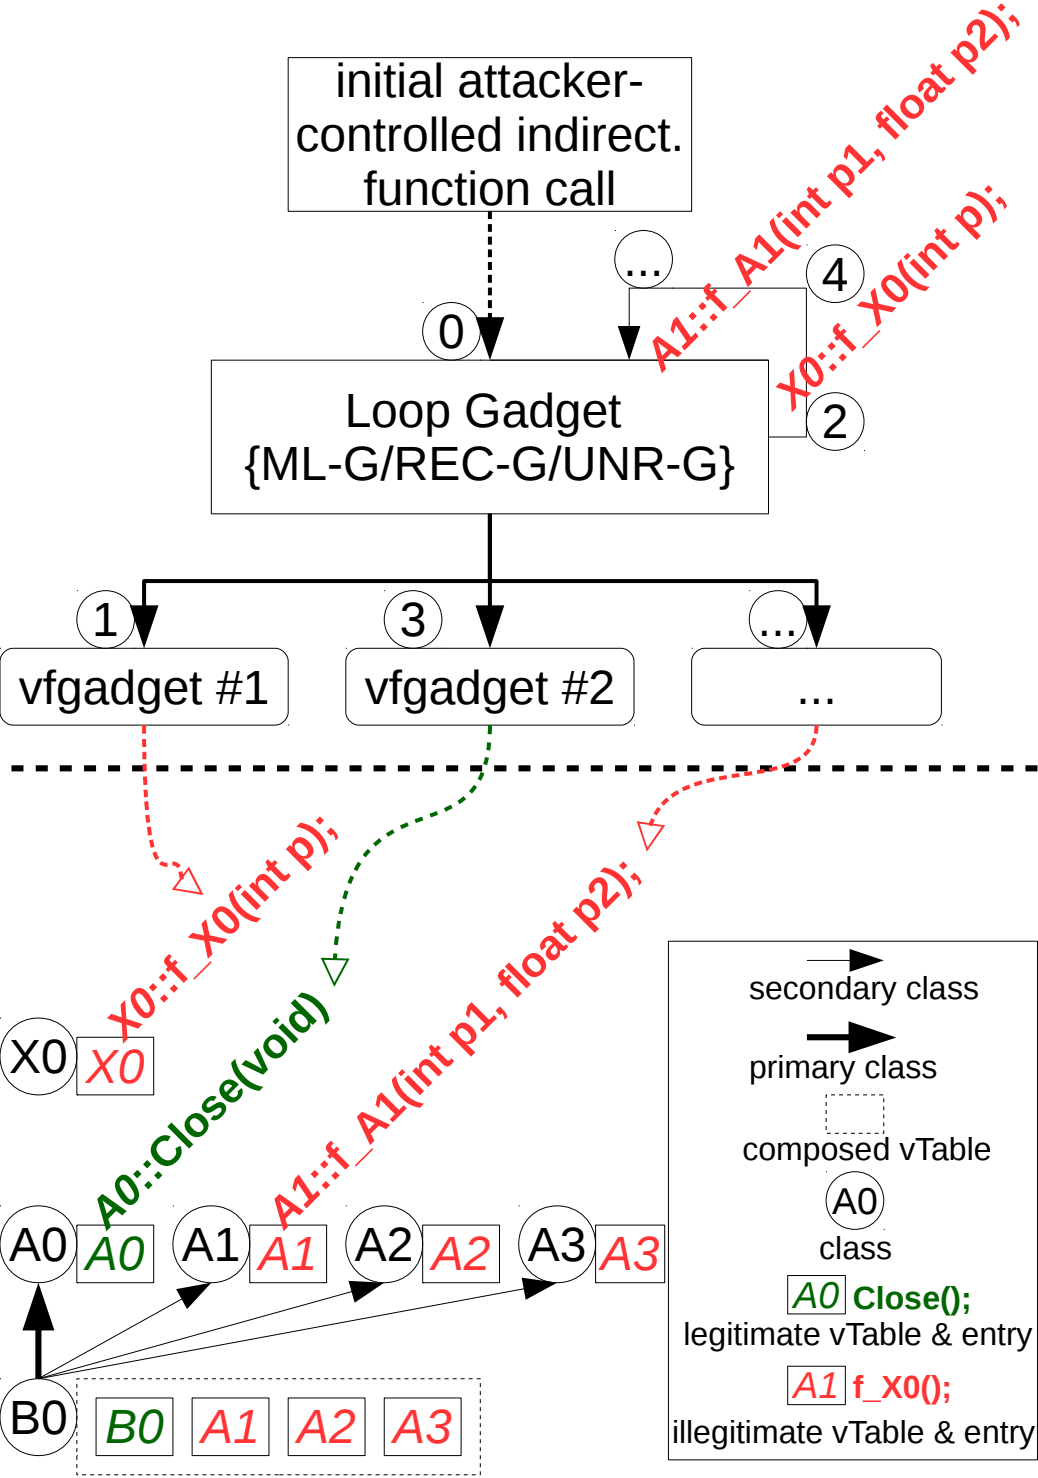 initial attacker-
controlled indirect.
function call
A1::f_A1(int p1, float p2);
X0::f_X0(int p);
...
4
0
2
Loop Gadget
{ML-G/REC-G/UNR-G}
1
3
...
vfgadget #1
vfgadget #2
...
X0::f_X0(int p);
A0::Close(void)
A1::f_A1(int p1, float p2);
X0
X0
A0
A0
A1
A1
A2
A2
A3
A3
B0
B0
A1
A2
A3
secondary class
primary class
composed vTable
A0
class
A0 Close();
legitimate vTable & entry
A1 f_X0();
illegitimate vTable & entry